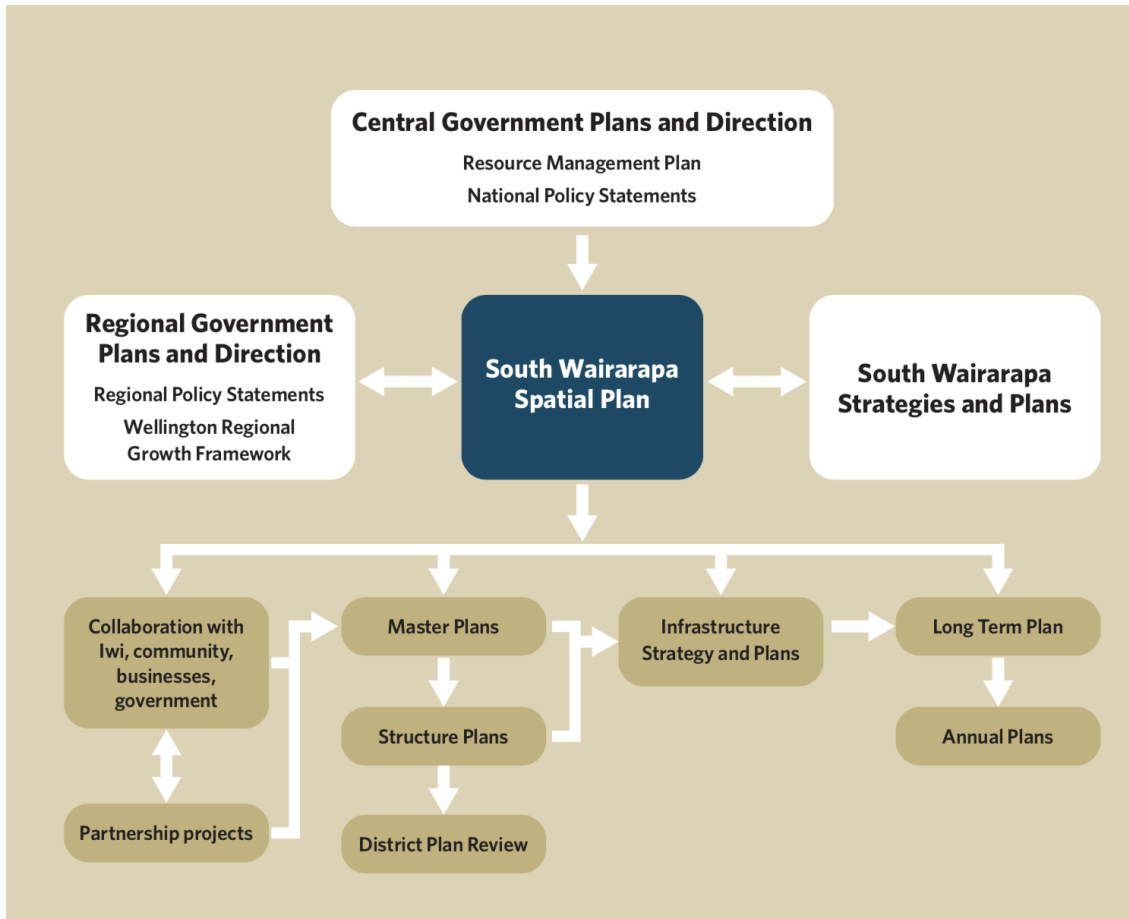 Central Government Plans and Direction
Resource Management Plan
National Policy Statements
Regional Government
Plans and Direction
Regional Policy Statements
Wellington Regional
Growth Framework
South Wairarapa
Spatial Plan
South Wairarapa
Strategies and Plans
Collaboration with
Iwi, community,
businesses,
government
Partnership projects
Master Plans
Structure Plans
District Plan Review
Infrastructure
Strategy and Plans
Long Term Plan
Annual Plans